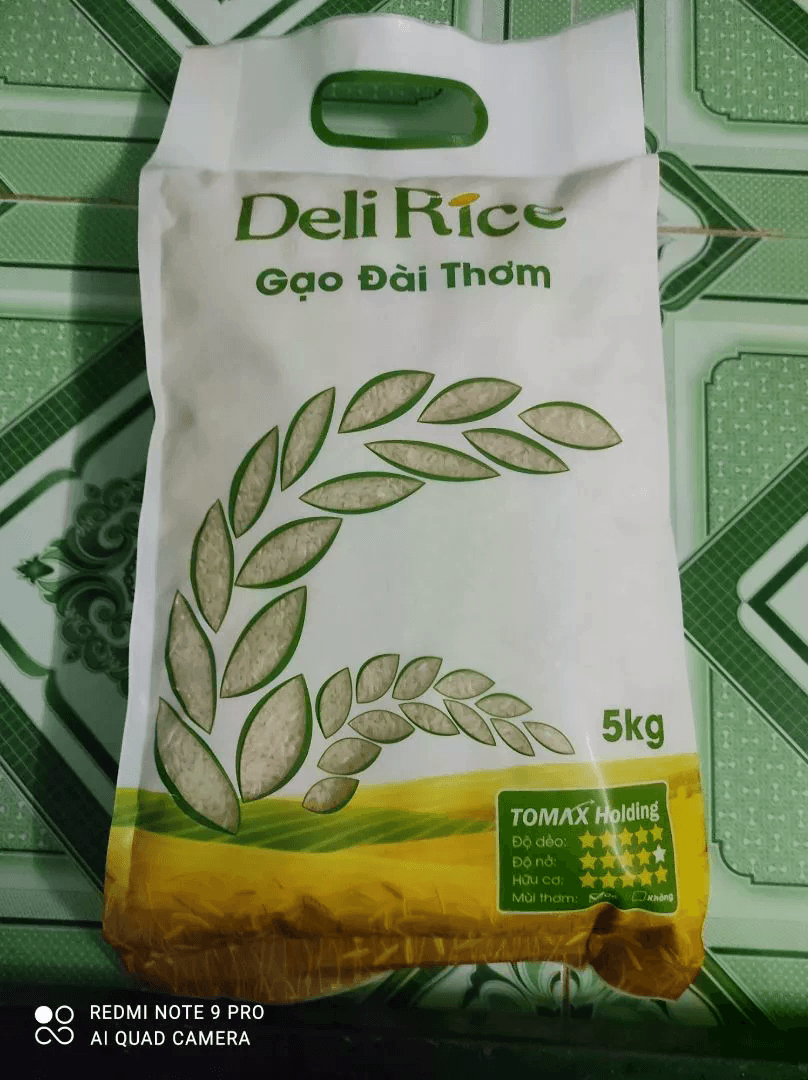 Deli Rice
Gạo Đài Thơm
5kg
TOMAX Holding
Độ dẻo:
Độ nở:
Hữu cơ:
Mùi thơm: Không
REDMI NOTE 9 PRO
AI QUAD CAMERA